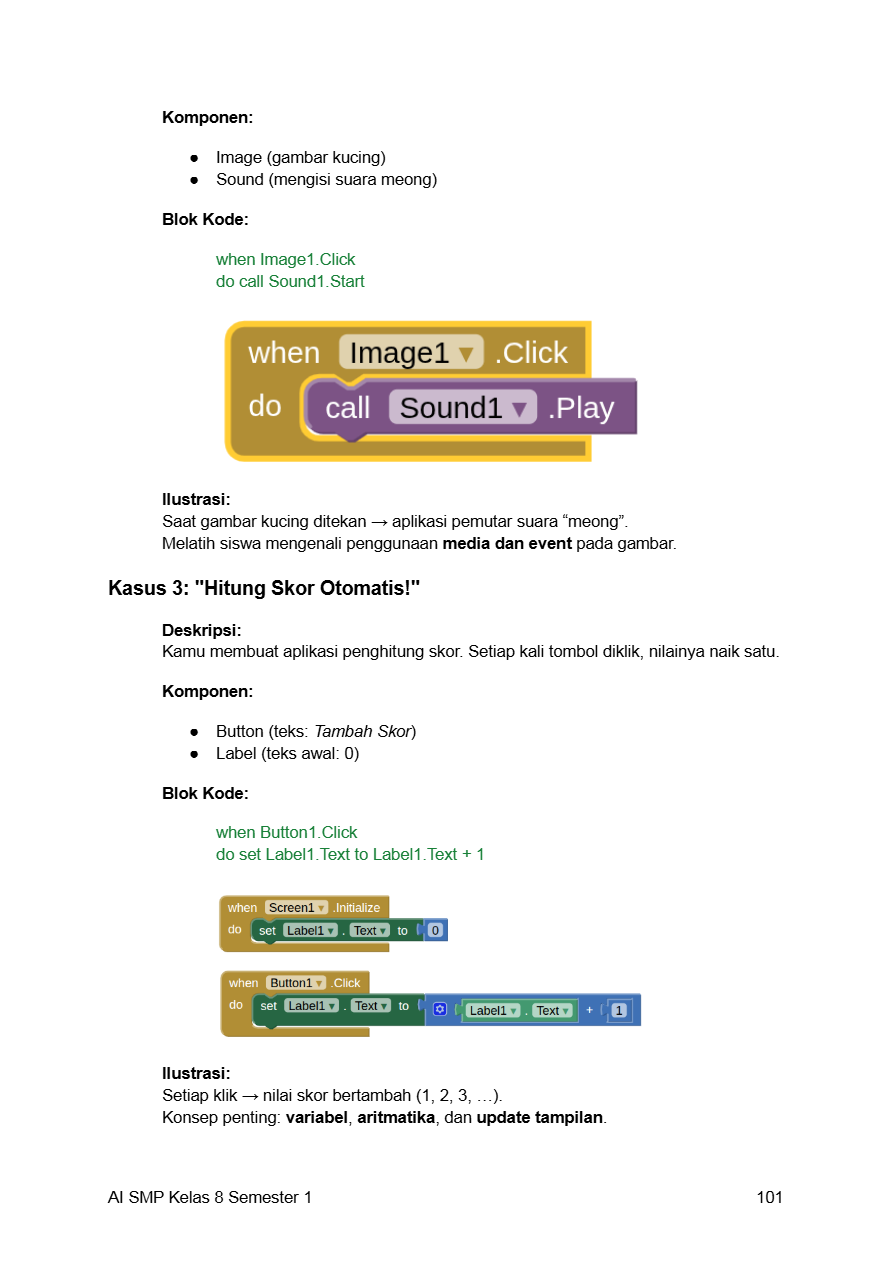 Komponen:
● Image (gambar kucing)
● Sound (mengisi suara meong)
Blok Kode:
when Image1.Click
do call Sound1.Start
when Image1 ▼ .Click
do call Sound1 ▼ .Play
Ilustrasi:
Saat gambar kucing ditekan → aplikasi pemutar suara “meong”.
Melatih siswa mengenali penggunaan media dan event pada gambar.
Kasus 3: "Hitung Skor Otomatis!"
Deskripsi:
Kamu membuat aplikasi penghitung skor. Setiap kali tombol diklik, nilainya naik satu.
Komponen:
● Button (teks: Tambah Skor)
● Label (teks awal: 0)
Blok Kode:
when Button1.Click
do set Label1.Text to Label1.Text + 1
when Screen1 ▼ .Initialize
do set Label1 ▼ . Text ▼ to 0
when Button1 ▼ .Click
do set Label1 ▼ . Text ▼ to Label1 ▼ . Text ▼ + 1
Ilustrasi:
Setiap klik → nilai skor bertambah (1, 2, 3, …).
Konsep penting: variabel, aritmatika, dan update tampilan.
AI SMP Kelas 8 Semester 1 101